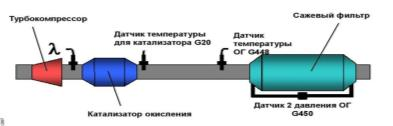 Турбокомпрессор
λ
Датчик температуры
для катализатора G20
Датчик
температуры
ОГ G448
Сажевый фильтр
Катализатор окисления
Датчик 2 давления ОГ
G450